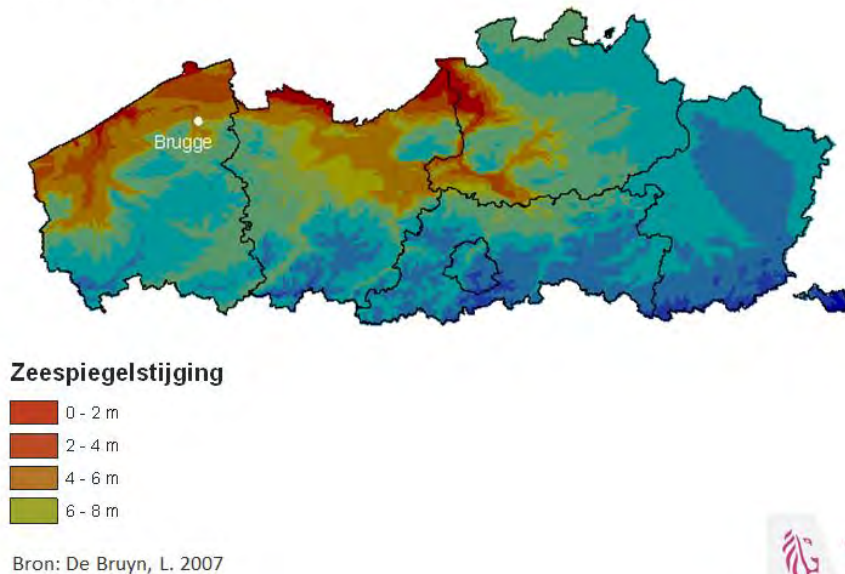 Brugge
Zeespiegelstijging
0 - 2 m
2 - 4 m
4 - 6 m
6 - 8 m
Bron: De Bruyn, L. 2007